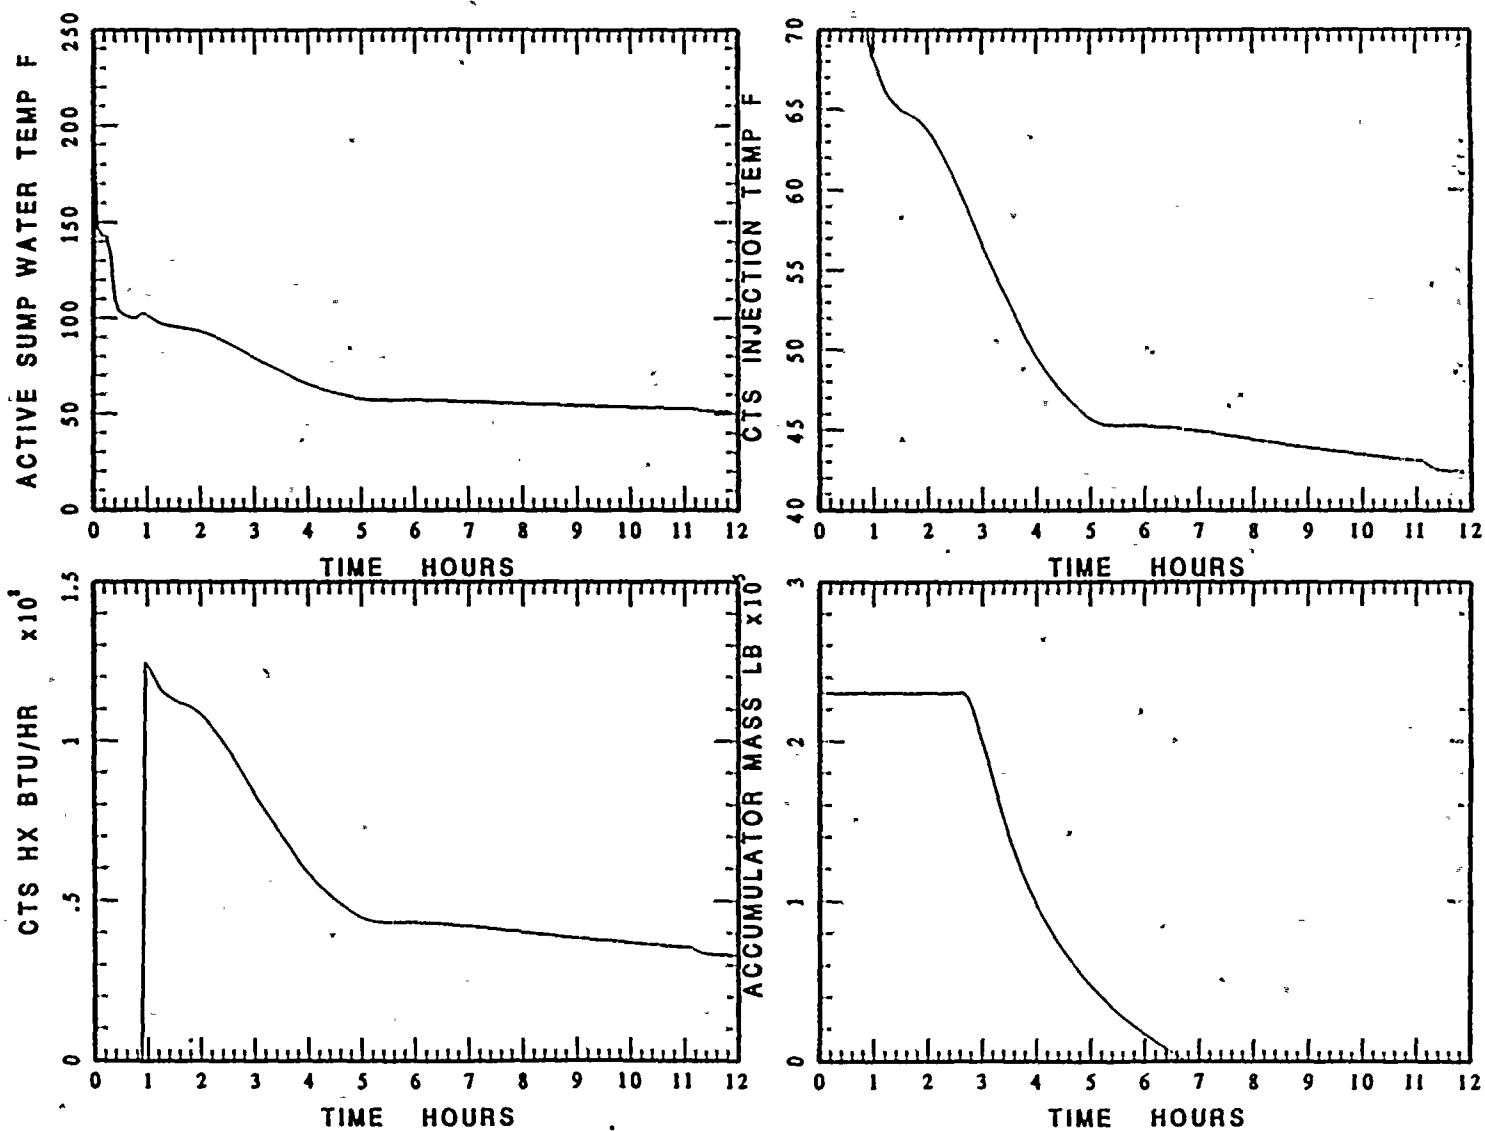 ACTIVE SUMP WATER TEMP F
250
200
150
100
50
0
0 1 2 3 4 5 6 7 8 9 10 11 12
TIME HOURS
CTS INJECTION TEMP F
70
65
60
55
50
45
40
0 1 2 3 4 5 6 7 8 9 10 11 12
TIME HOURS
CTS HX BTU/HR x10⁸
1.5
1
.5
0
0 1 2 3 4 5 6 7 8 9 10 11 12
TIME HOURS
ACCUMULATOR MASS LB x10⁵
3
2
1
0
0 1 2 3 4 5 6 7 8 9 10 11 12
TIME HOURS